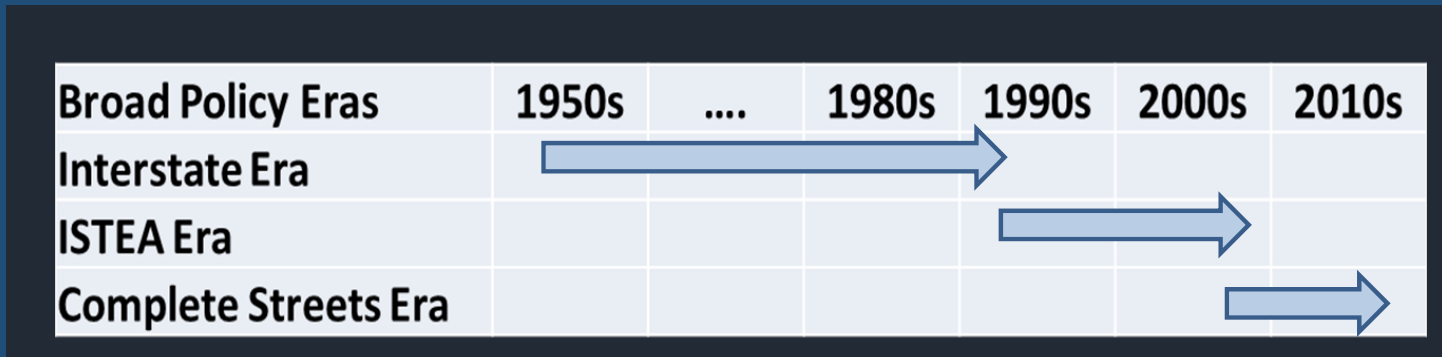 Broad Policy Eras 1950s .... 1980s 1990s 2000s 2010s
Interstate Era
ISTEA Era
Complete Streets Era